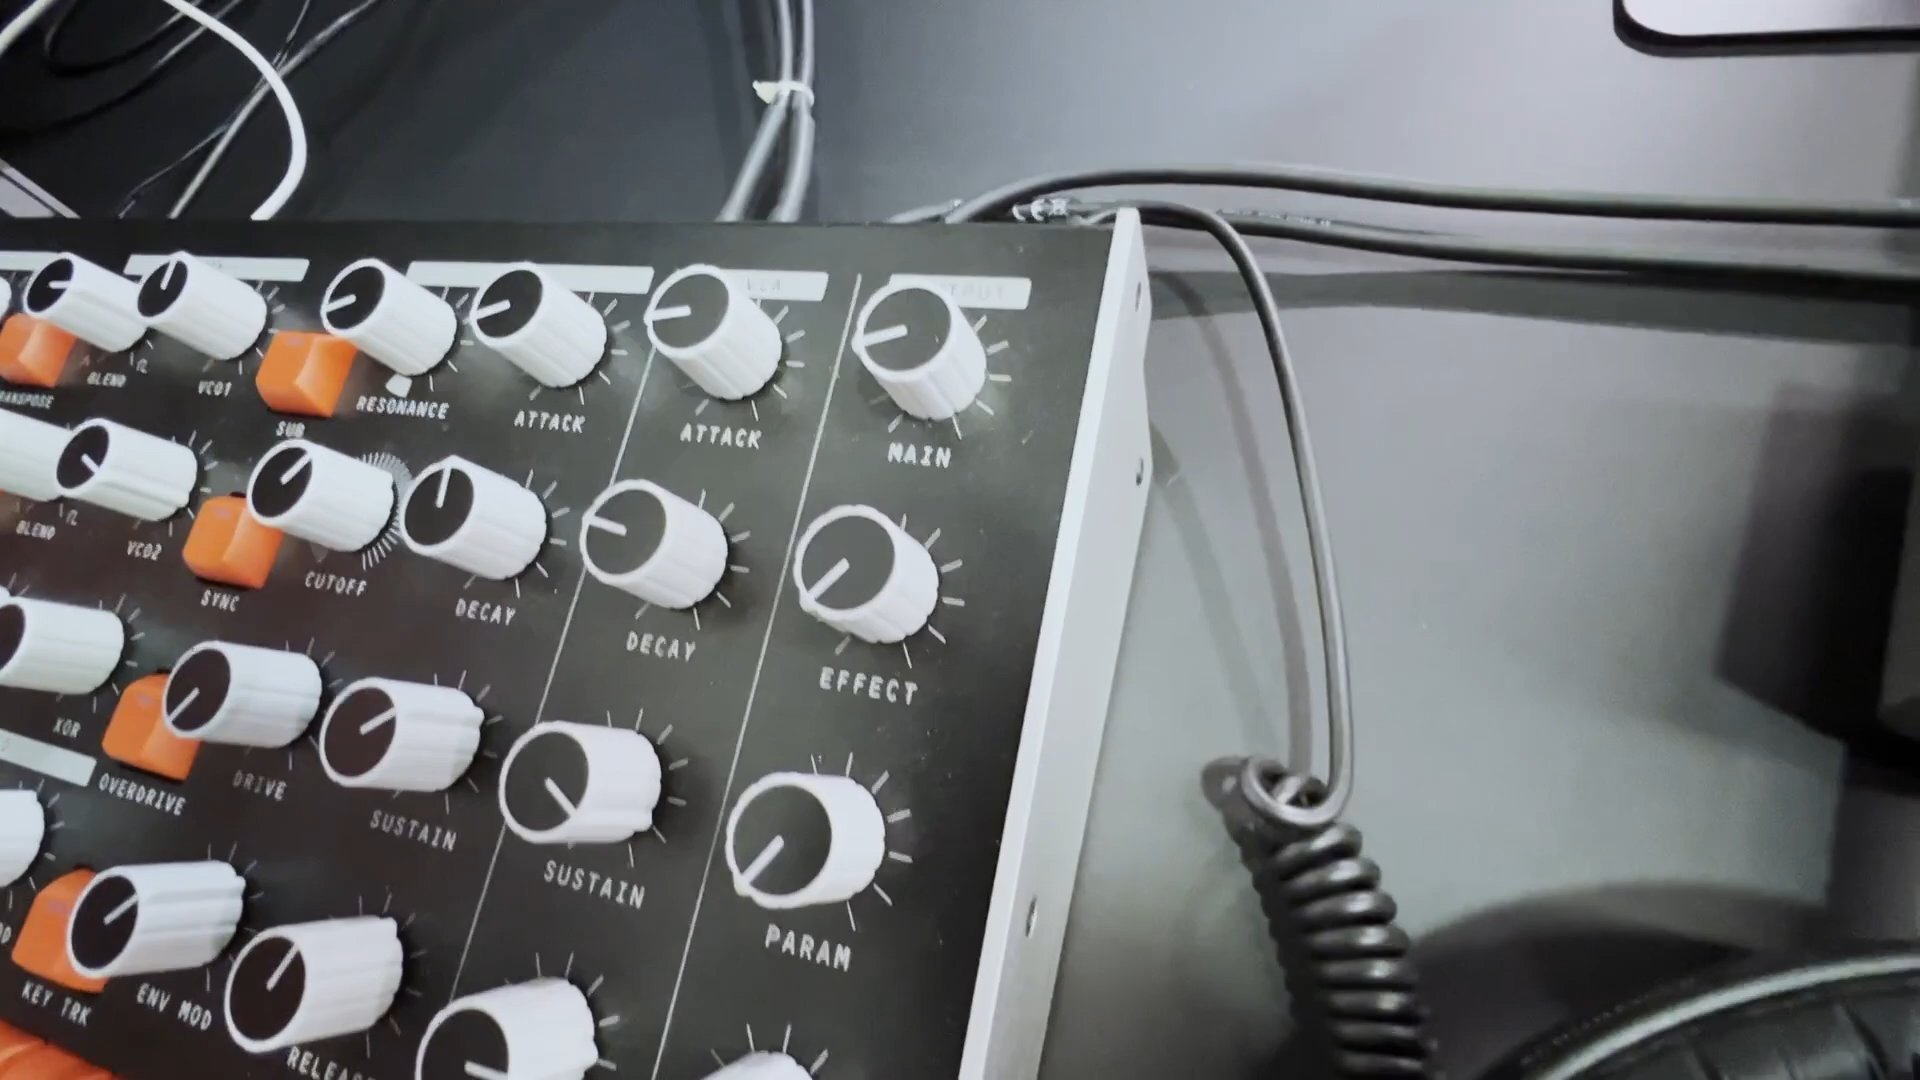 BLEND
VCO1
RESONANCE
ATTACK
ATTACK
MAIN
SUB
BLEND
VCO2
SYNC
CUTOFF
DECAY
DECAY
EFFECT
XOR
OVERDRIVE
DRIVE
SUSTAIN
SUSTAIN
PARAM
KEY TRK
ENV MOD